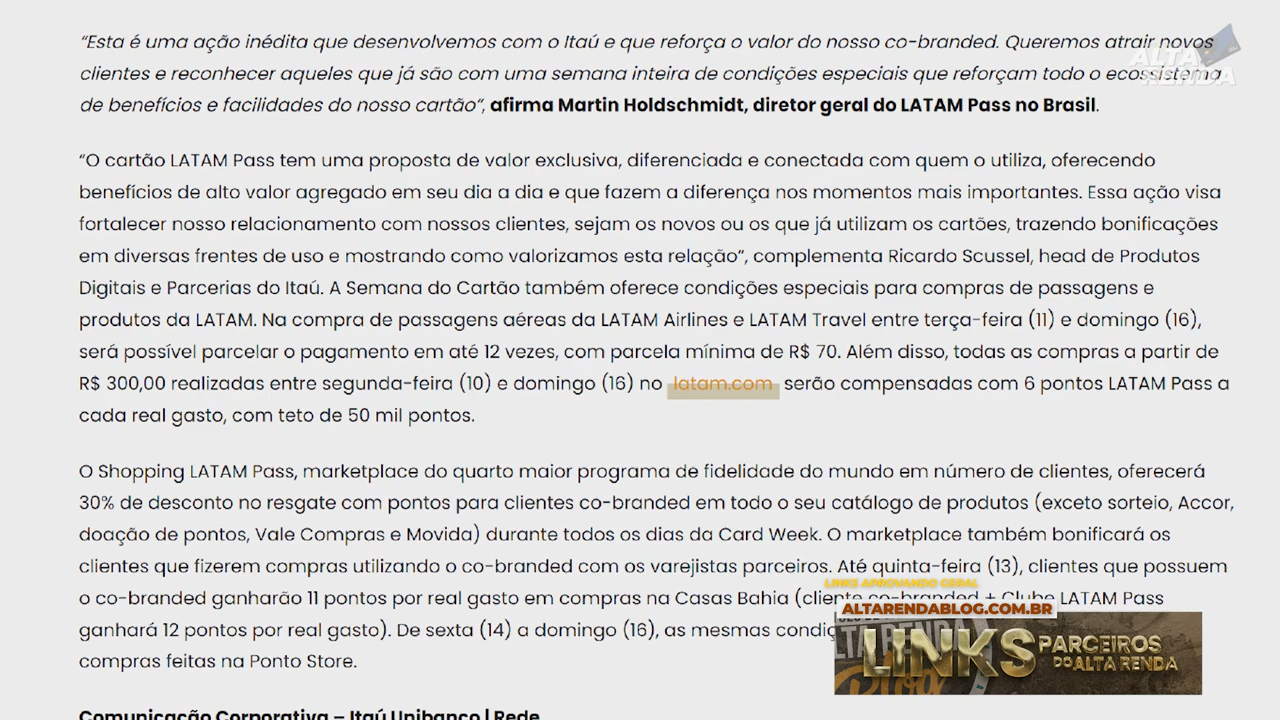 “Esta é uma ação inédita que desenvolvemos com o Itaú e que reforça o valor do nosso co-branded. Queremos atrair novos
clientes e reconhecer aqueles que já são com uma semana inteira de condições especiais que reforçam todo o ecossistema
de benefícios e facilidades do nosso cartão“, afirma Martin Holdschmidt, diretor geral do LATAM Pass no Brasil.
ALTA
RENDA
“O cartão LATAM Pass tem uma proposta de valor exclusiva, diferenciada e conectada com quem o utiliza, oferecendo
benefícios de alto valor agregado em seu dia a dia e que fazem a diferença nos momentos mais importantes. Essa ação visa
fortalecer nosso relacionamento com nossos clientes, sejam os novos ou os que já utilizam os cartões, trazendo bonificações
em diversas frentes de uso e mostrando como valorizamos esta relação”, complementa Ricardo Scussel, head de Produtos
Digitais e Parcerias do Itaú. A Semana do Cartão também oferece condições especiais para compras de passagens e
produtos da LATAM. Na compra de passagens aéreas da LATAM Airlines e LATAM Travel entre terça-feira (11) e domingo (16),
será possível parcelar o pagamento em até 12 vezes, com parcela mínima de R$ 70. Além disso, todas as compras a partir de
R$ 300,00 realizadas entre segunda-feira (10) e domingo (16) no latam.com serão compensadas com 6 pontos LATAM Pass a
cada real gasto, com teto de 50 mil pontos.
O Shopping LATAM Pass, marketplace do quarto maior programa de fidelidade do mundo em número de clientes, oferecerá
30% de desconto no resgate com pontos para clientes co-branded em todo o seu catálogo de produtos (exceto sorteio, Accor,
doação de pontos, Vale Compras e Movida) durante todos os dias da Card Week. O marketplace também bonificará os
clientes que fizerem compras utilizando o co-branded com os varejistas parceiros. Até quinta-feira (13), clientes que possuem
o co-branded ganharão 11 pontos por real gasto em compras na Casas Bahia (cliente co-branded + Clube LATAM Pass
ganhará 12 pontos por real gasto). De sexta (14) a domingo (16), as mesmas
compras feitas na Ponto Store.
LINKS APROVANDO GERAL
ALTARENDABLOG.COM.BR
ALTA RENDA
Blog
LINKS PARCEIROS
DO ALTA RENDA
Comunicação Corporativa – Itaú Unibanco | Rede